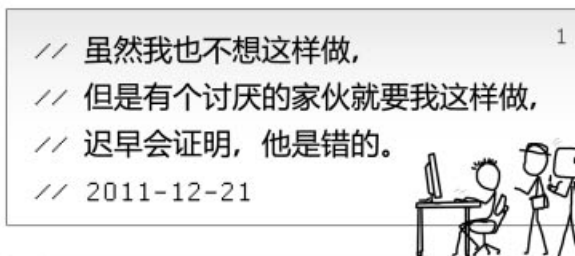 1
// 虽然我也不想这样做,
// 但是有个讨厌的家伙就要我这样做,
// 迟早会证明, 他是错的。
// 2011-12-21